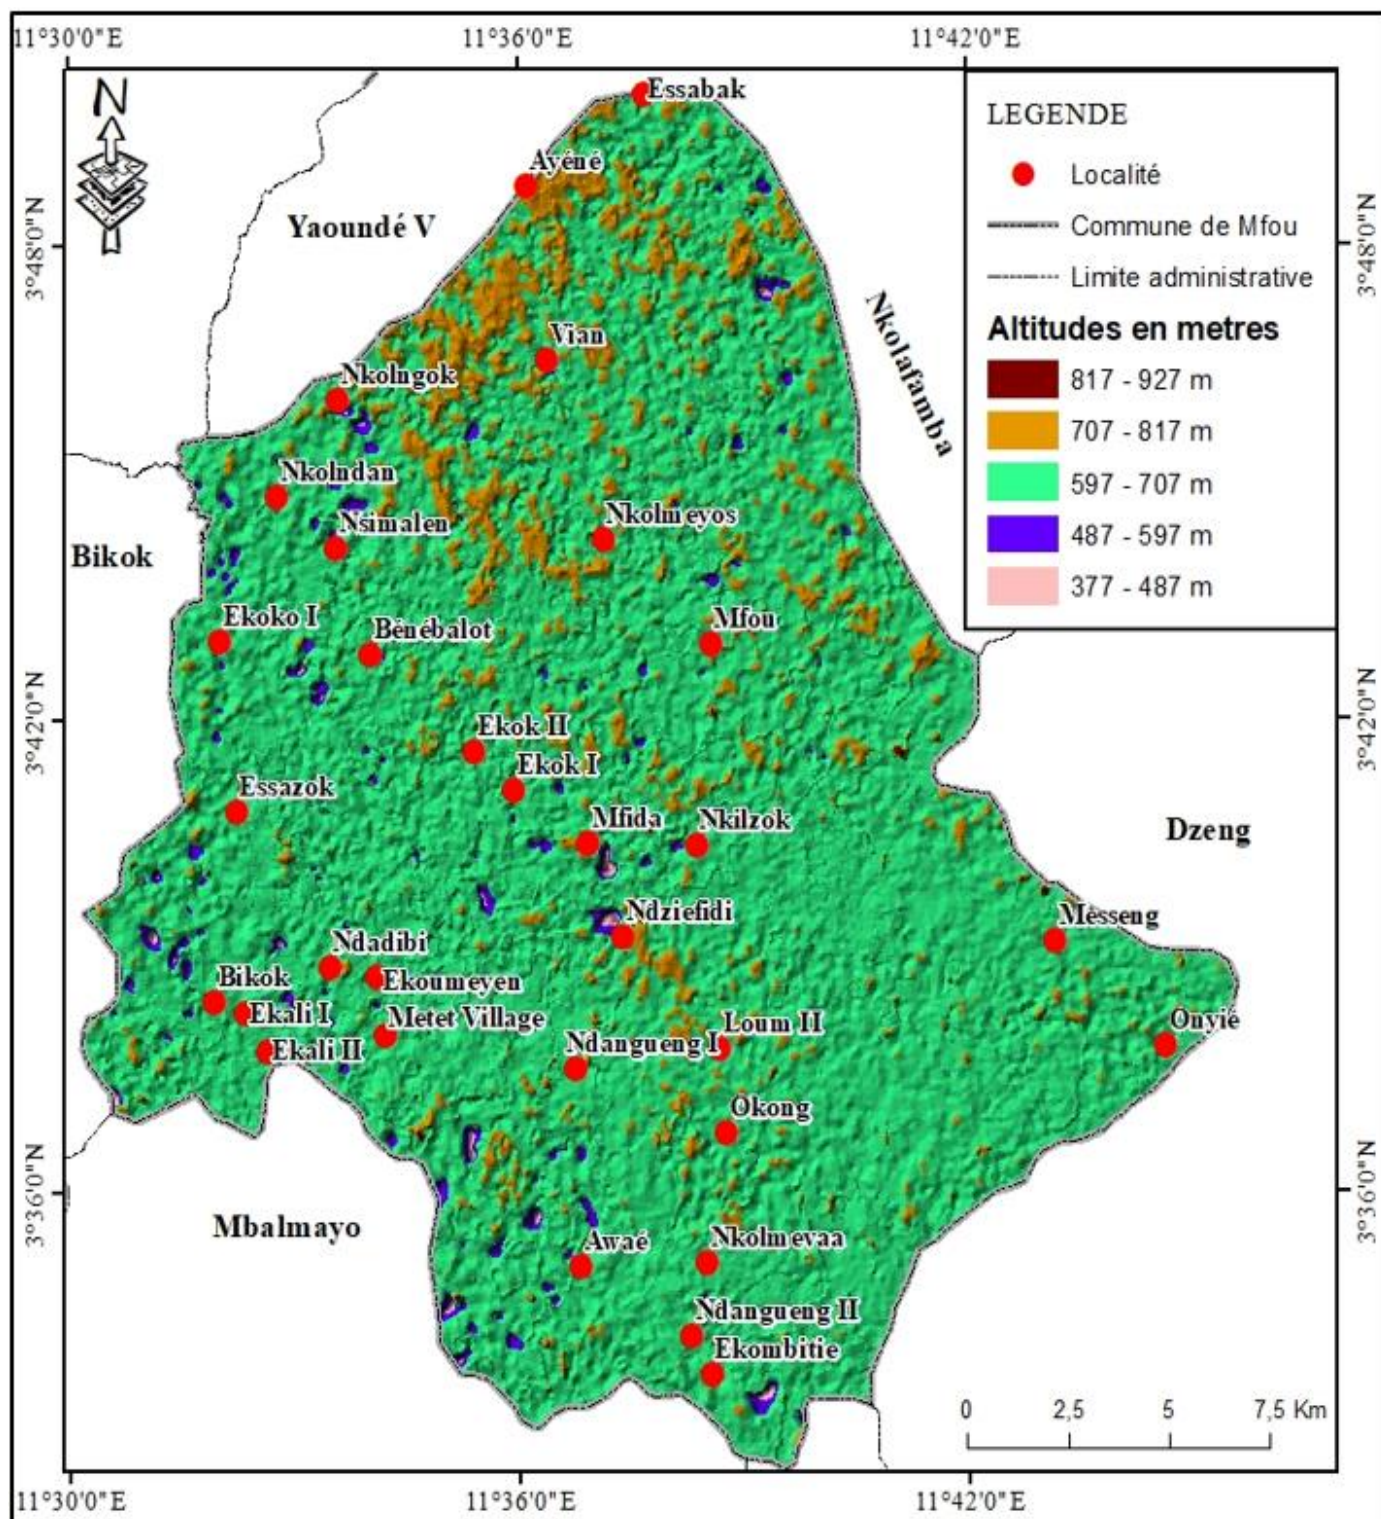 11°30'0"E
11°36'0"E
11°42'0"E
N
Essabak
LEGENDE
Localité
Commune de Mfou
Limite administrative
Altitudes en metres
817 - 927 m
707 - 817 m
597 - 707 m
487 - 597 m
377 - 487 m
Ayéné
Yaoundé V
3°48'0"N
3°48'0"N
Nkolafamba
Vian
Nkolngok
Nkolndan
Nsimalen
Nkolmeyos
Bikok
Ekoko I
Bénébalot
Mfou
3°42'0"N
3°42'0"N
Ekok II
Ekok I
Essazok
Mfida
Nkilzok
Dzeng
Ndziefidi
Messeng
Ndadibi
Bikok
Ekoumeyen
Ekali I
Metet Village
Onyié
Ekali II
Ndangueng I
Loum II
Okong
3°36'0"N
3°36'0"N
Mbalmayo
Awaé
Nkolmevaa
Ndangueng II
Ekombitie
0 2,5 5 7,5 Km
11°30'0"E
11°36'0"E
11°42'0"E